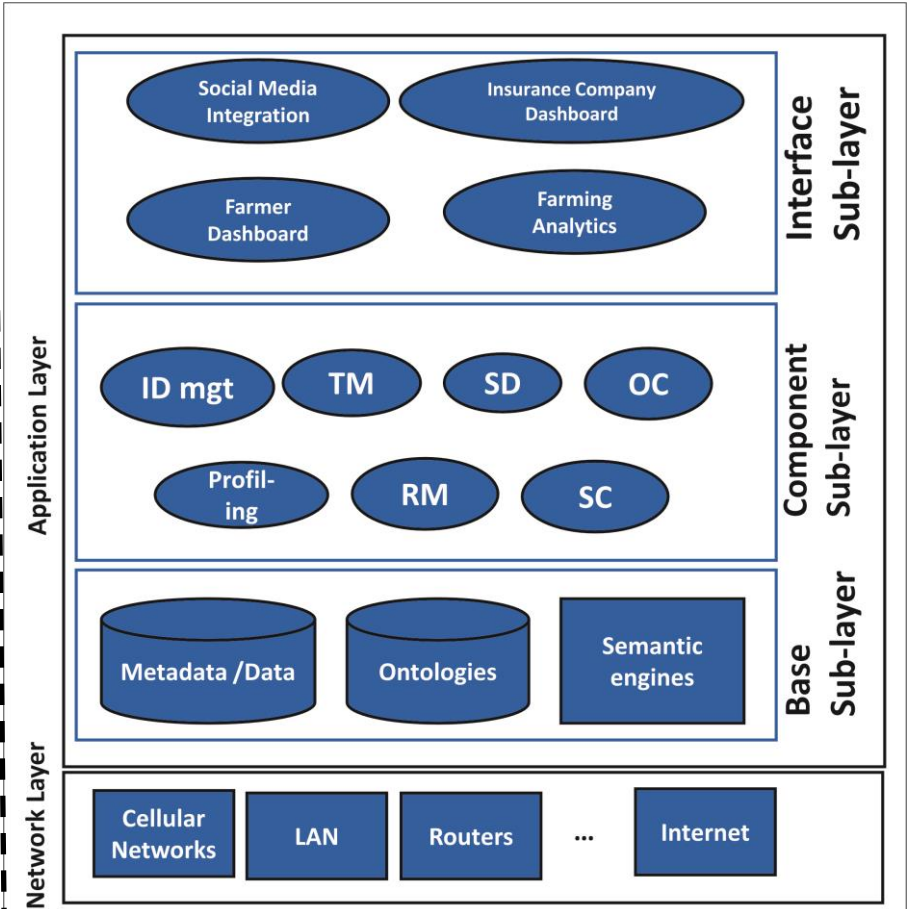 Social Media
Integration
Insurance Company
Dashboard
Farmer
Dashboard
Farming
Analytics
Interface
Sub-layer
Application Layer
ID mgt
TM
SD
OC
Profil-
ing
RM
SC
Component
Sub-layer
Metadata /Data
Ontologies
Semantic
engines
Base
Sub-layer
Network Layer
Cellular
Networks
LAN
Routers
...
Internet